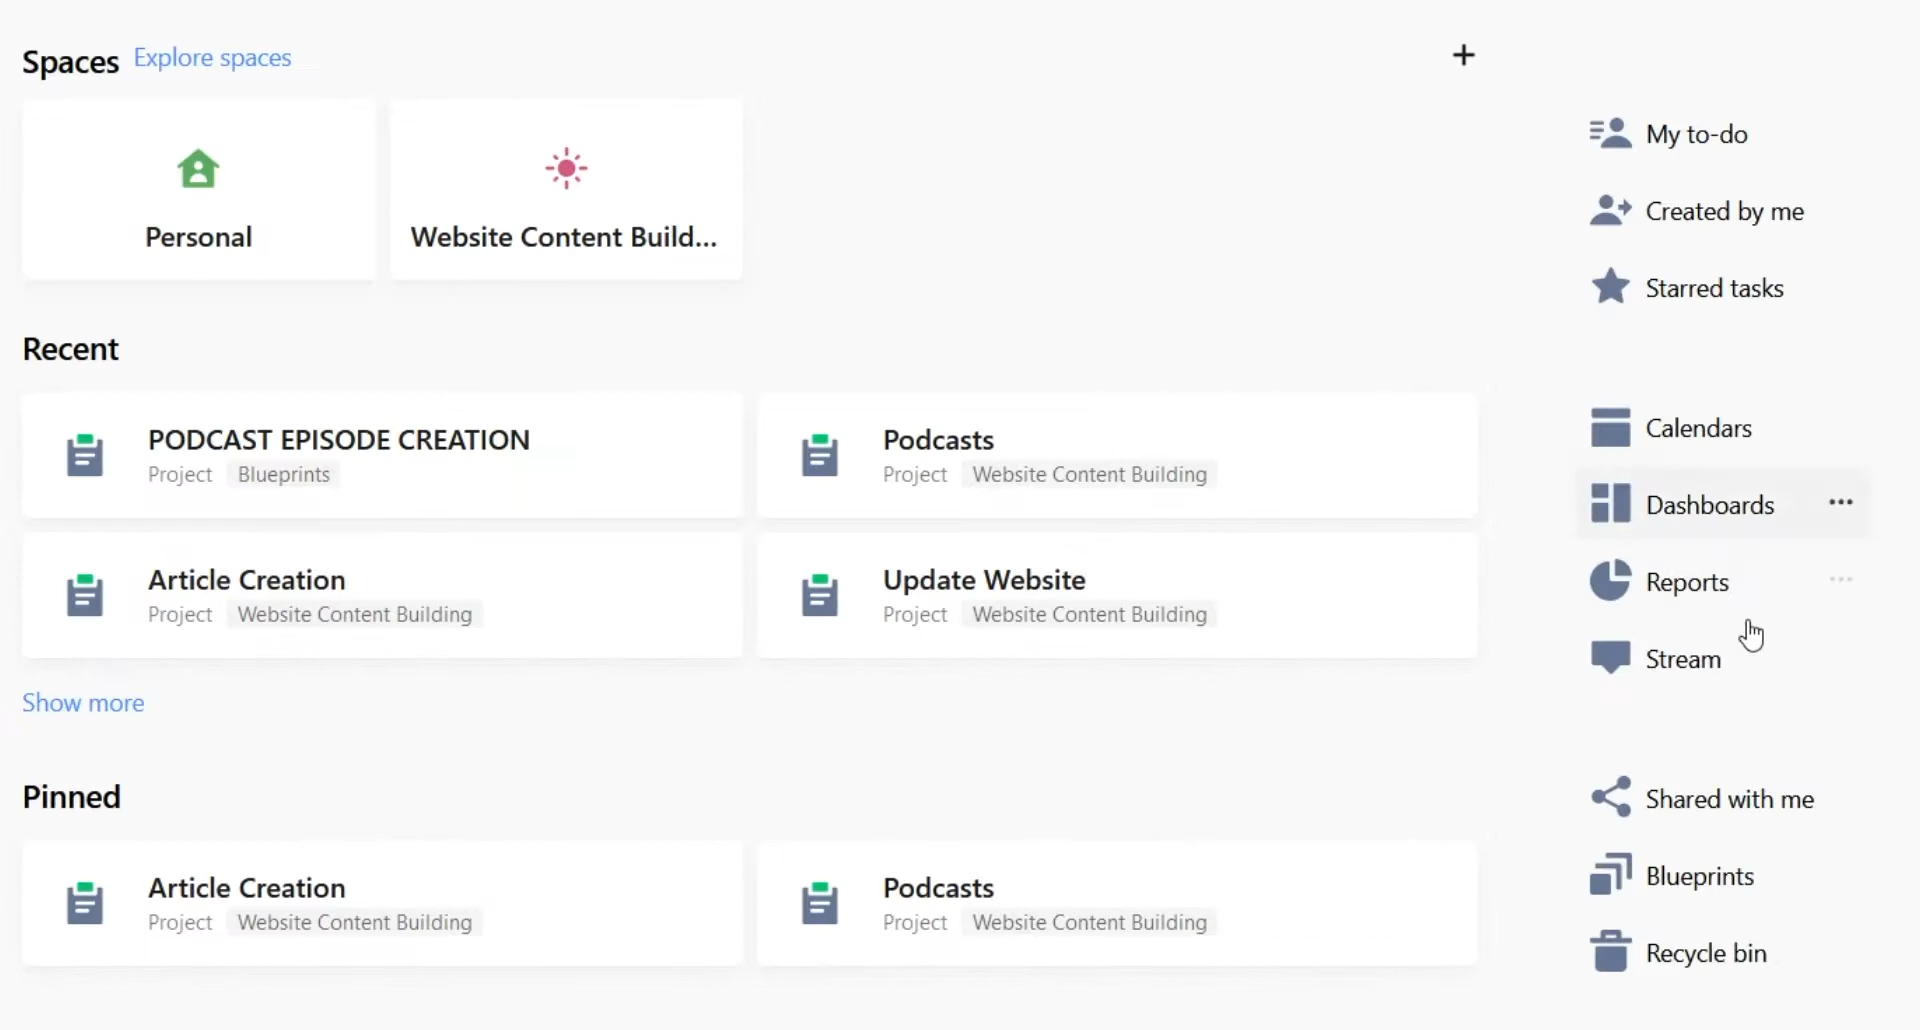 Spaces Explore spaces
Personal
Website Content Build...
Recent
PODCAST EPISODE CREATION
Project Blueprints
Podcasts
Project Website Content Building
Article Creation
Project Website Content Building
Update Website
Project Website Content Building
Show more
Pinned
Article Creation
Project Website Content Building
Podcasts
Project Website Content Building
My to-do
Created by me
Starred tasks
Calendars
Dashboards
Reports
Stream
Shared with me
Blueprints
Recycle bin